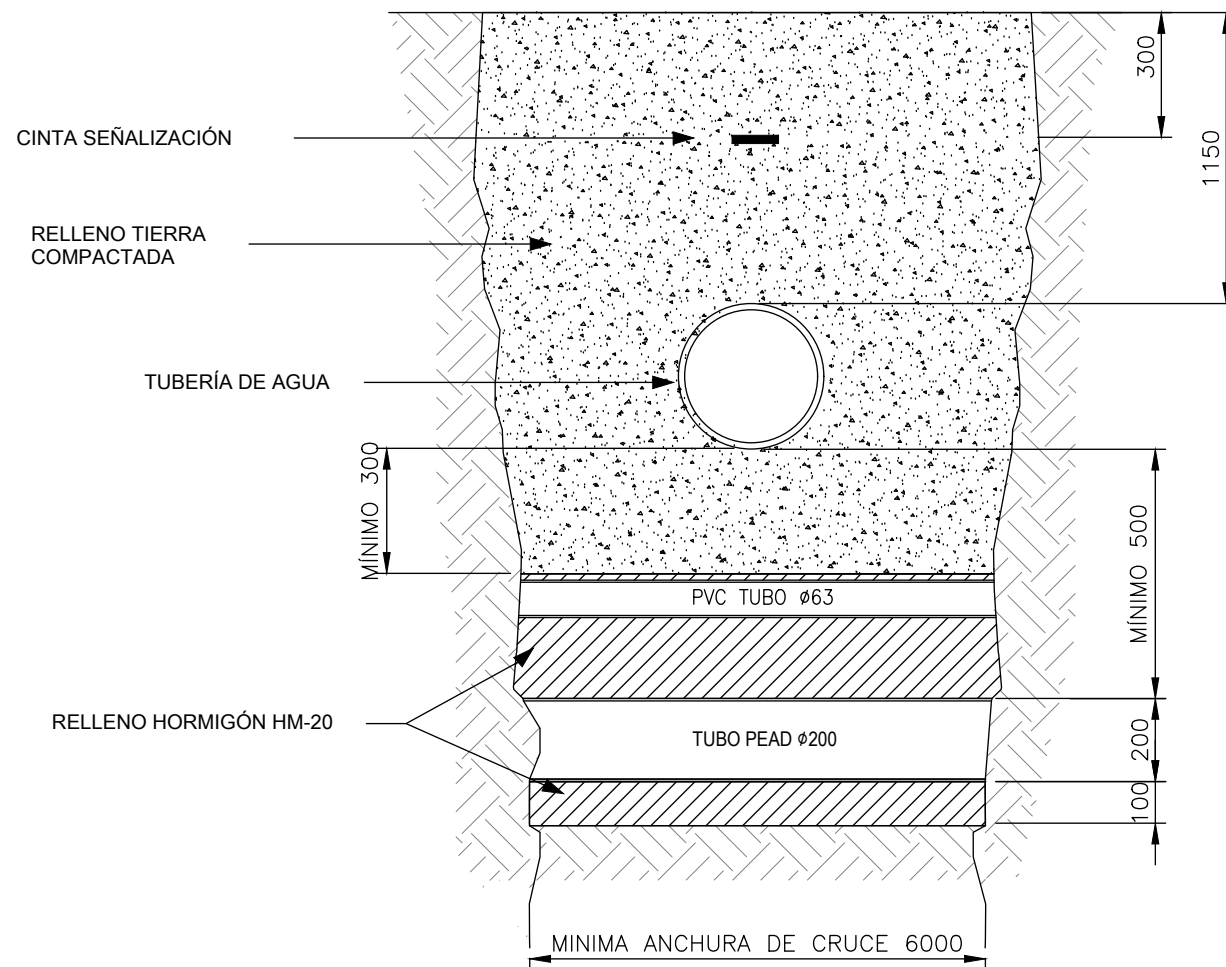 300
1150
CINTA SEÑALIZACIÓN
RELLENO TIERRA
COMPACTADA
TUBERÍA DE AGUA
MÍNIMO 300
MÍNIMO 500
PVC TUBO ø63
RELLENO HORMIGÓN HM-20
TUBO PEAD ø200
200
100
MINIMA ANCHURA DE CRUCE 6000